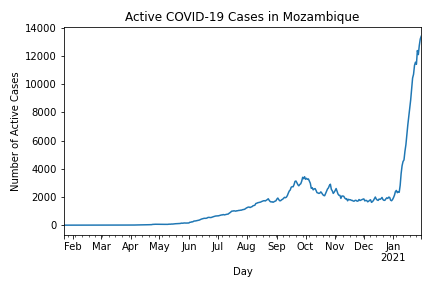 Active COVID-19 Cases in Mozambique
Number of Active Cases
14000
12000
10000
8000
6000
4000
2000
0
Feb Mar Apr May Jun Jul Aug Sep Oct Nov Dec Jan
2021
Day